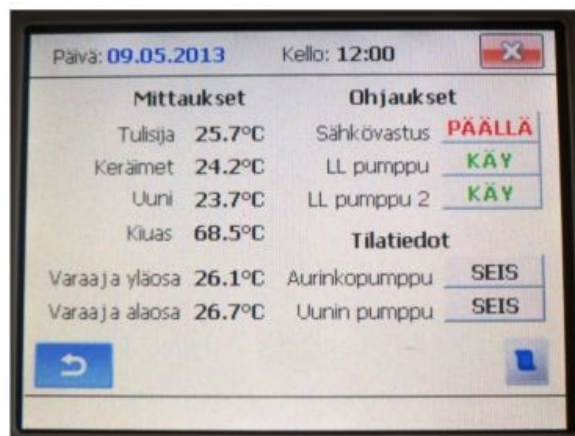 Päivä: 09.05.2013 Kello: 12:00
Mittaukset Ohjaukset
Tulisija 25.7°C Sähkövastus PÄÄLLÄ
Keräimet 24.2°C LL pumppu KÄY
Uuni 23.7°C LL pumppu 2 KÄY
Kiuas 68.5°C Tilatiedot
Varaaja yläosa 26.1°C Aurinkopumppu SEIS
Varaaja alaosa 26.7°C Uunin pumppu SEIS